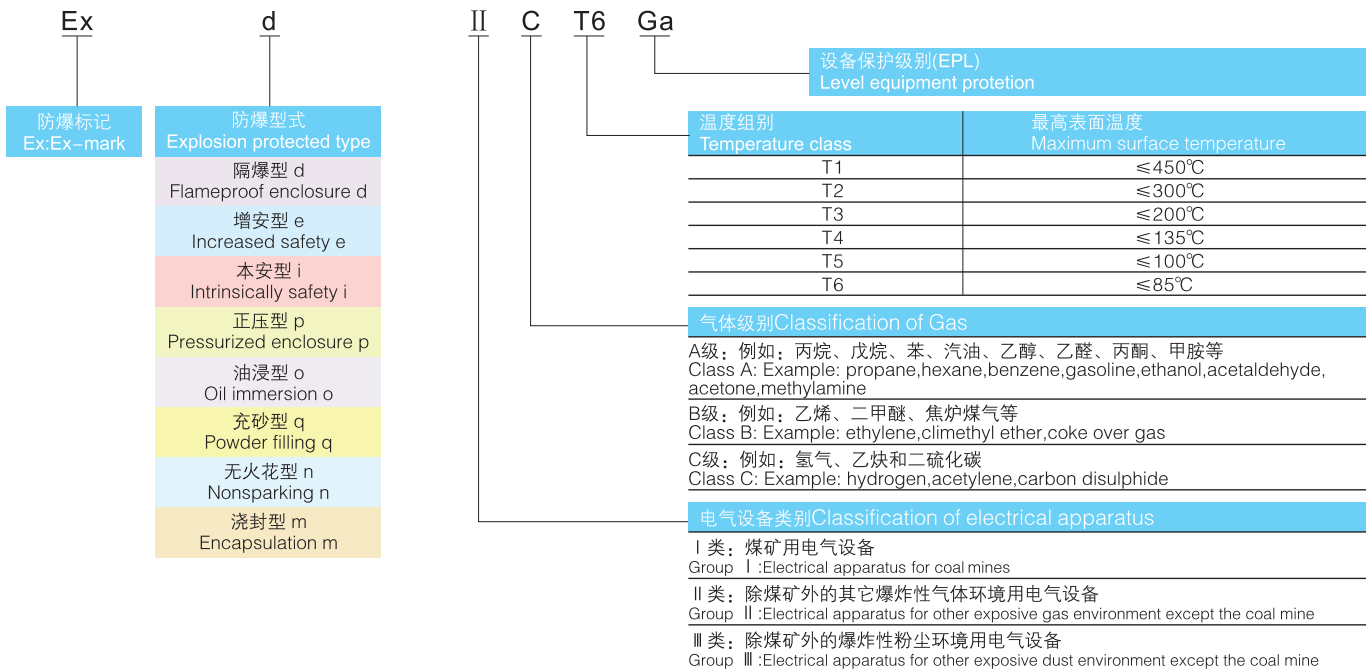 Ex d Ⅱ C T6 Ga
设备保护级别(EPL)
Level equipment protetion
防爆标记
Ex:Ex-mark
防爆型式
Explosion protected type
隔爆型 d
Flameproof enclosure d
增安型 e
Increased safety e
本安型 i
Intrinsically safety i
正压型 p
Pressurized enclosure p
油浸型 o
Oil immersion o
充砂型 q
Powder filling q
无火花型 n
Nonsparking n
浇封型 m
Encapsulation m
温度组别 最高表面温度
Temperature class Maximum surface temperature
T1 ≤450℃
T2 ≤300℃
T3 ≤200℃
T4 ≤135℃
T5 ≤100℃
T6 ≤85℃
气体级别Classification of Gas
A级：例如：丙烷、戊烷、苯、汽油、乙醇、乙醛、丙酮、甲胺等
Class A: Example: propane,hexane,benzene,gasoline,ethanol,acetaldehyde,
acetone,methylamine
B级：例如：乙烯、二甲醚、焦炉煤气等
Class B: Example: ethylene,climethyl ether,coke over gas
C级：例如：氢气、乙炔和二硫化碳
Class C: Example: hydrogen,acetylene,carbon disulphide
电气设备类别Classification of electrical apparatus
Ⅰ类：煤矿用电气设备
Group Ⅰ:Electrical apparatus for coal mines
Ⅱ类：除煤矿外的其它爆炸性气体环境用电气设备
Group Ⅱ:Electrical apparatus for other exposive gas environment except the coal mine
Ⅲ类：除煤矿外的爆炸性粉尘环境用电气设备
Group Ⅲ:Electrical apparatus for other exposive dust environment except the coal mine